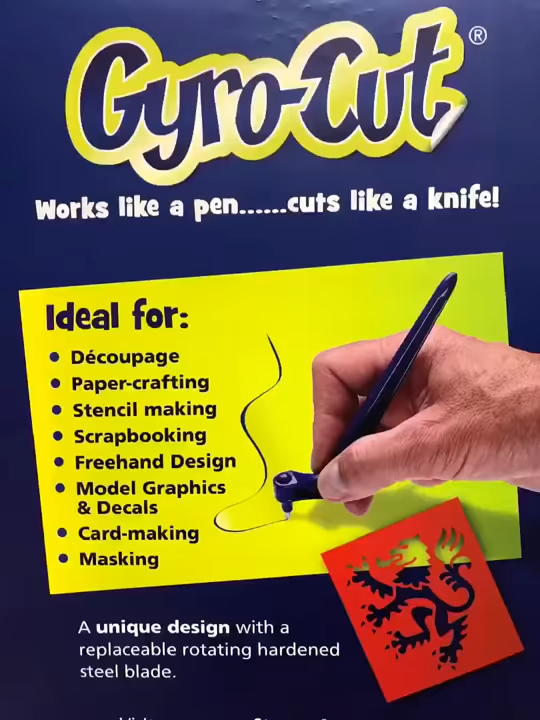 Gyro-Cut®
Works like a pen......cuts like a knife!
Ideal for:
• Découpage
• Paper-crafting
• Stencil making
• Scrapbooking
• Freehand Design
• Model Graphics
& Decals
• Card-making
• Masking
A unique design with a
replaceable rotating hardened
steel blade.